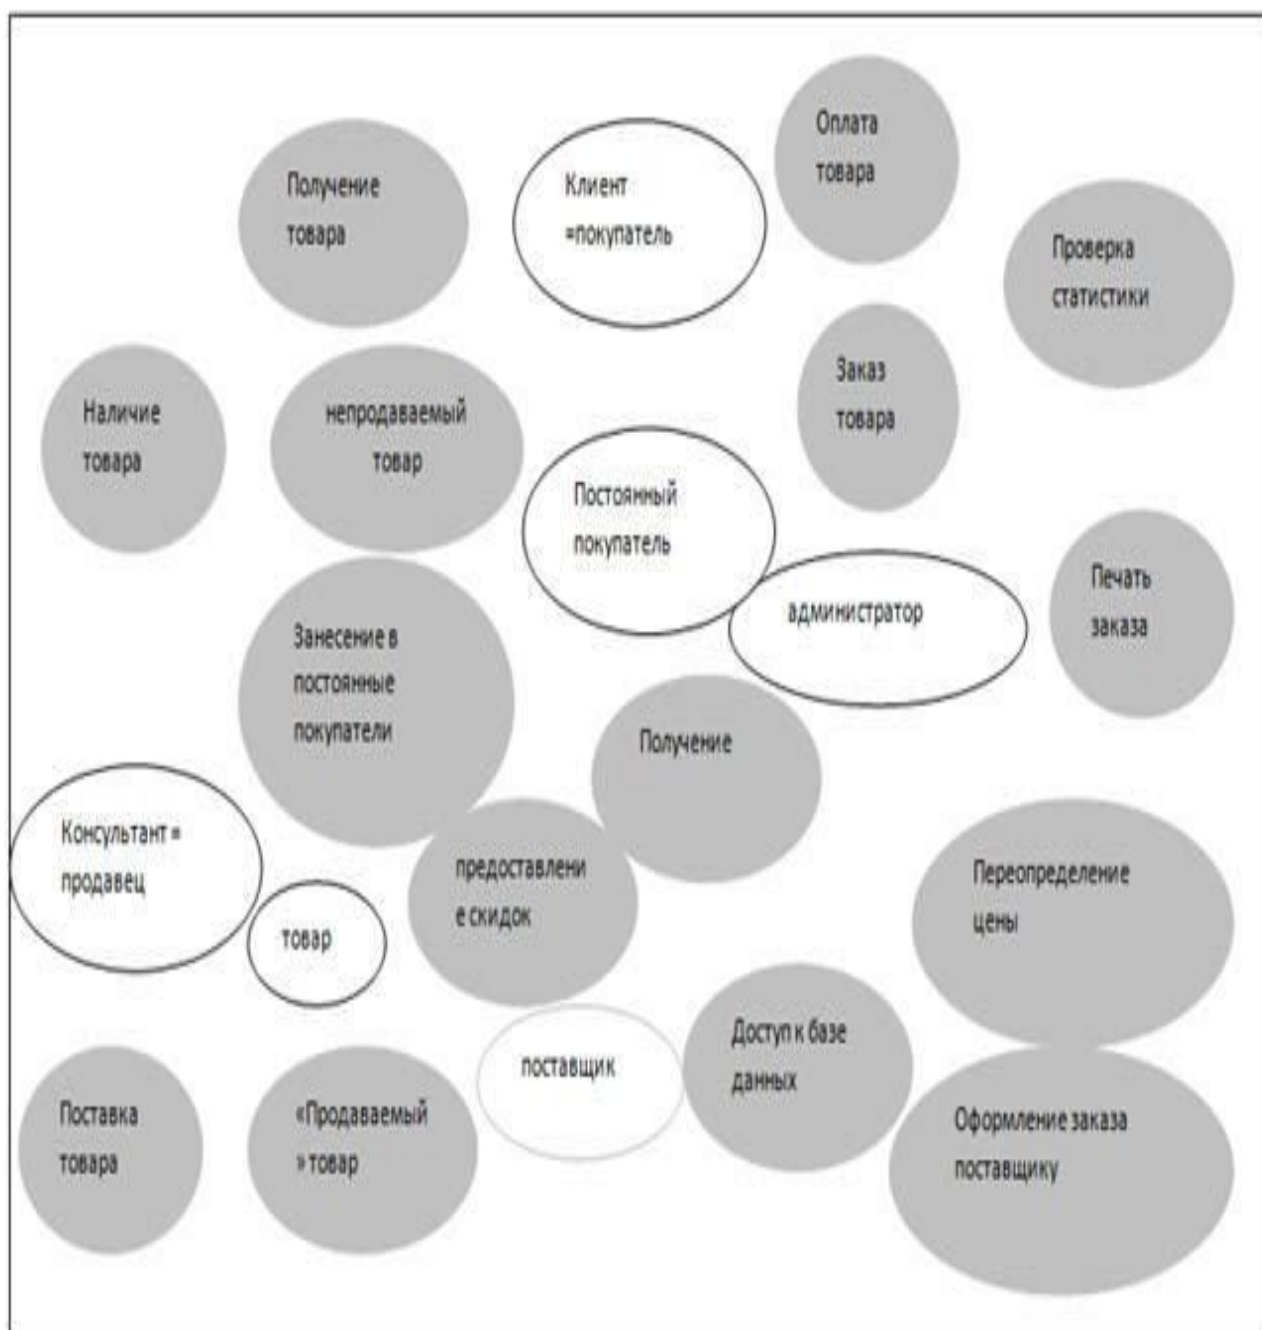 Оплата
товара
Получение
товара
Клиент
=покупатель
Проверка
статистики
Заказ
товара
Наличие
товара
непродаваемый
товар
Постоянный
покупатель
Печать
заказа
администратор
Занесение в
постоянные
покупатели
Получение
Консультант =
продавец
товар
предоставлени
е скидок
Переопределение
цены
поставщик
Доступ к базе
данных
Поставка
товара
«Продаваемый
» товар
Оформление заказа
поставщику